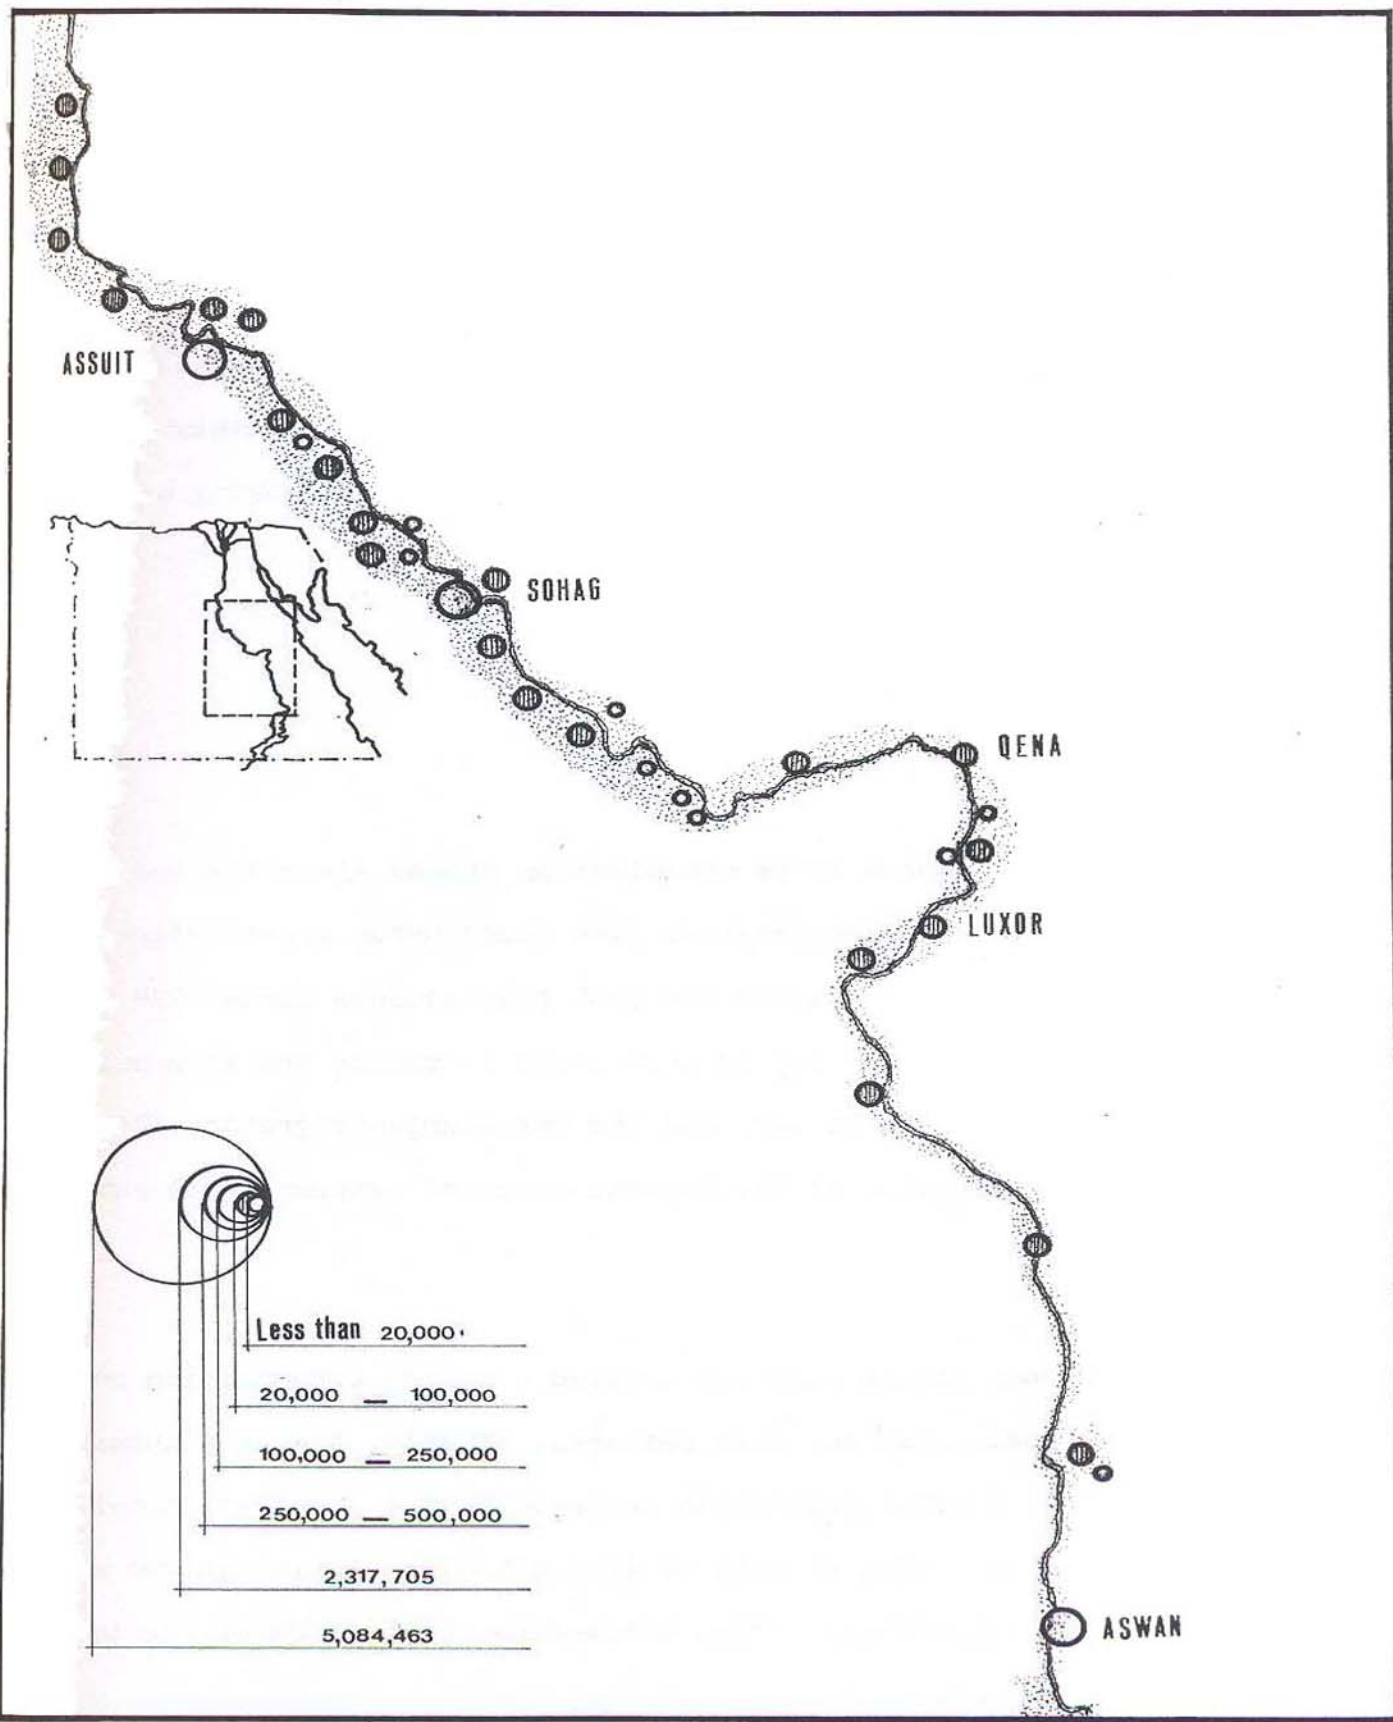 ASSUIT
SOHAG
QENA
LUXOR
Less than 20,000
20,000 — 100,000
100,000 — 250,000
250,000 — 500,000
2,317,705
5,084,463
ASWAN